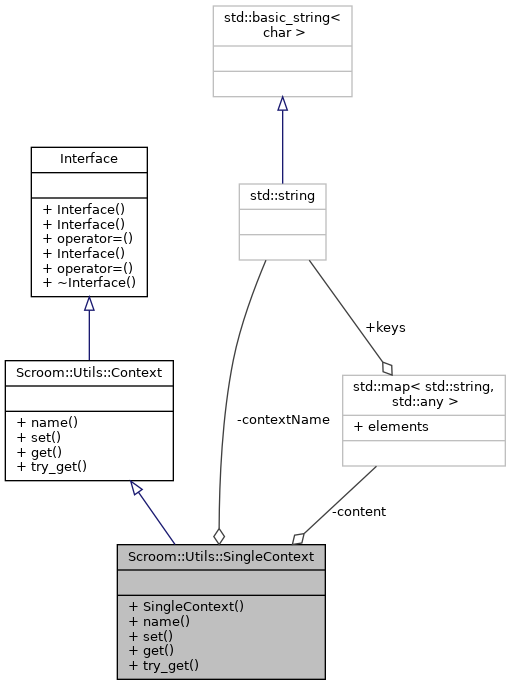 std::basic_string<
char >
Interface
+ Interface()
+ Interface()
+ operator=()
+ Interface()
+ operator=()
+ ~Interface()
std::string
+keys
Scroom::Utils::Context
+ name()
+ set()
+ get()
+ try_get()
std::map< std::string,
std::any >
+ elements
-contextName
-content
Scroom::Utils::SingleContext
+ SingleContext()
+ name()
+ set()
+ get()
+ try_get()